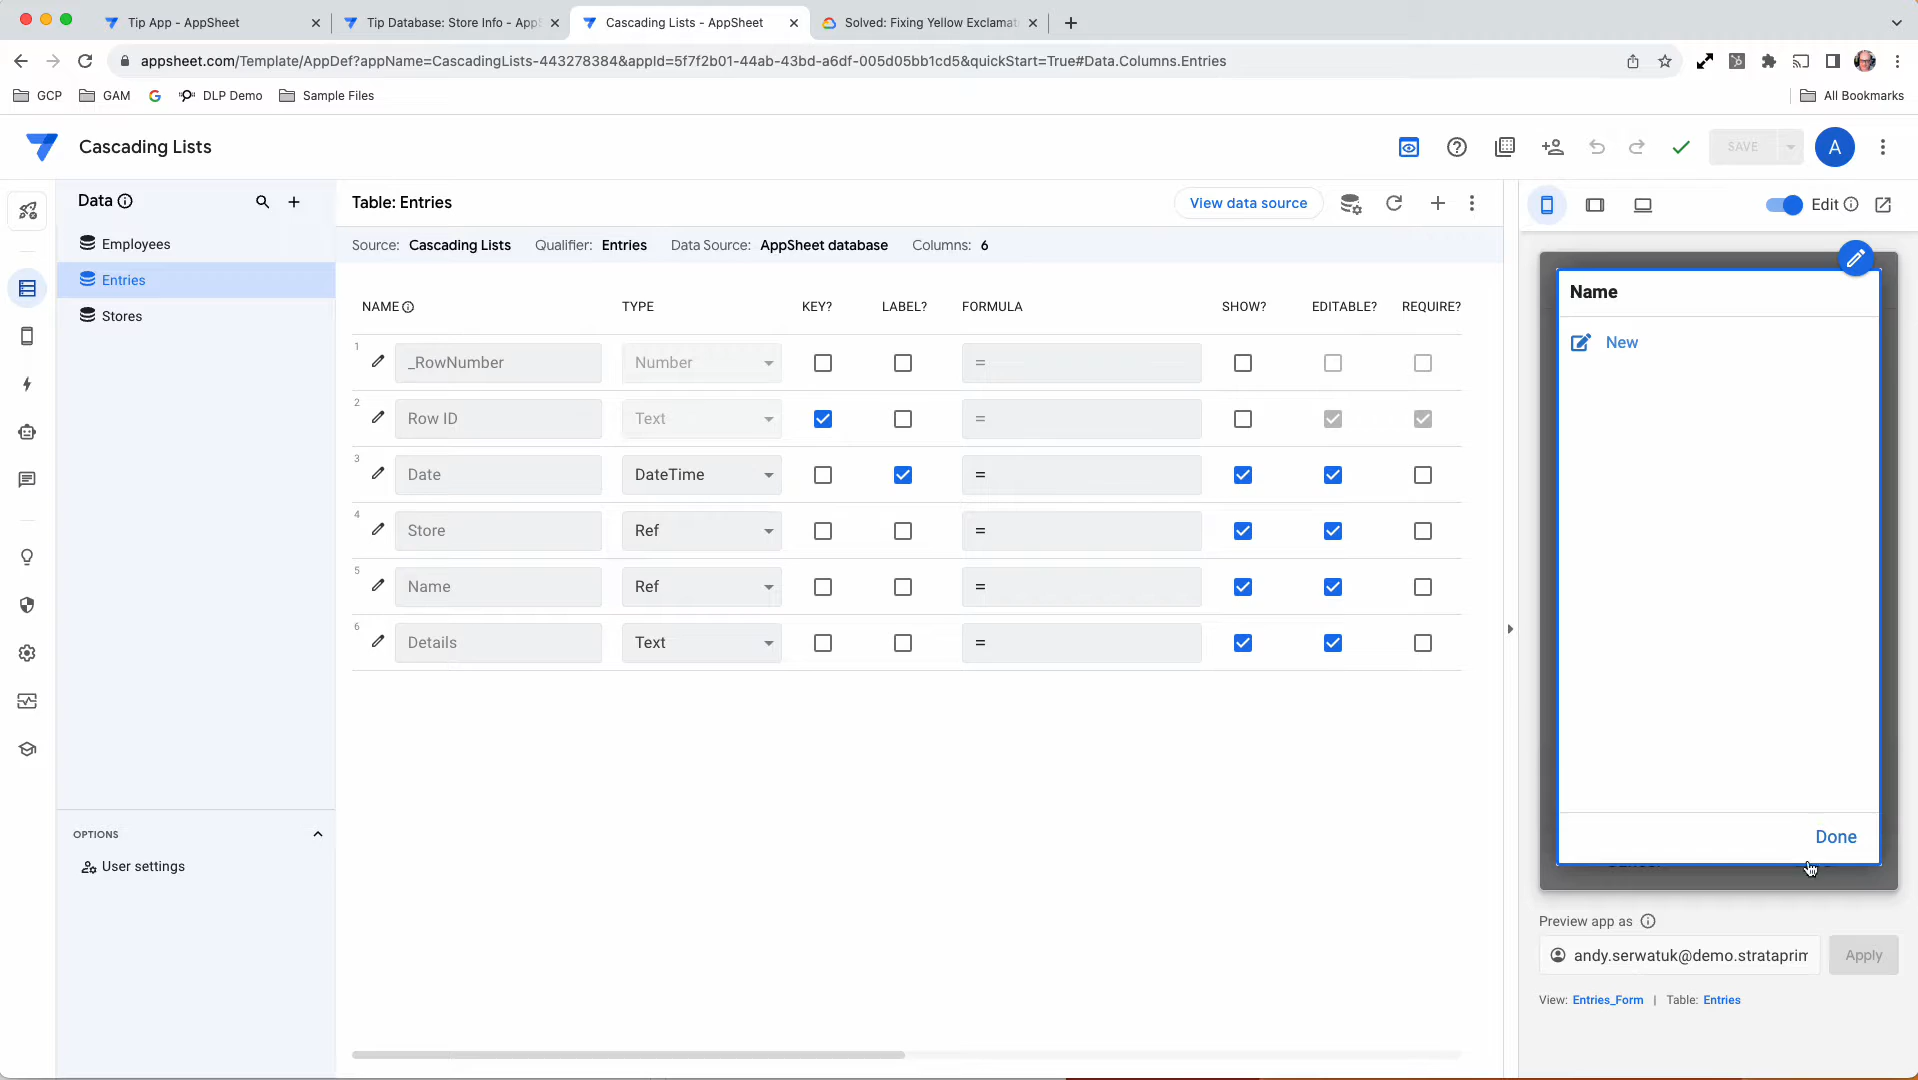 Tip App - AppSheet
Tip Database: Store Info - App
Cascading Lists - AppSheet
Solved: Fixing Yellow Exclama
appsheet.com/Template/AppDef?appName=CascadingLists-443278384&appId=5f7f2b01-44ab-43bd-a6df-005d05bb1cd5&quickStart=True#Data.Columns.Entries
GCP
GAM
DLP Demo
Sample Files
All Bookmarks
Cascading Lists
SAVE
A
Data
Employees
Entries
Stores
OPTIONS
User settings
Table: Entries
View data source
Source: Cascading Lists Qualifier: Entries Data Source: AppSheet database Columns: 6
NAME TYPE KEY? LABEL? FORMULA SHOW? EDITABLE? REQUIRE?
1 _RowNumber Number =
2 Row ID Text =
3 Date DateTime =
4 Store Ref =
5 Name Ref =
6 Details Text =
Edit
Name
New
Done
Preview app as
andy.serwatuk@demo.strataprim
Apply
View: Entries_Form | Table: Entries